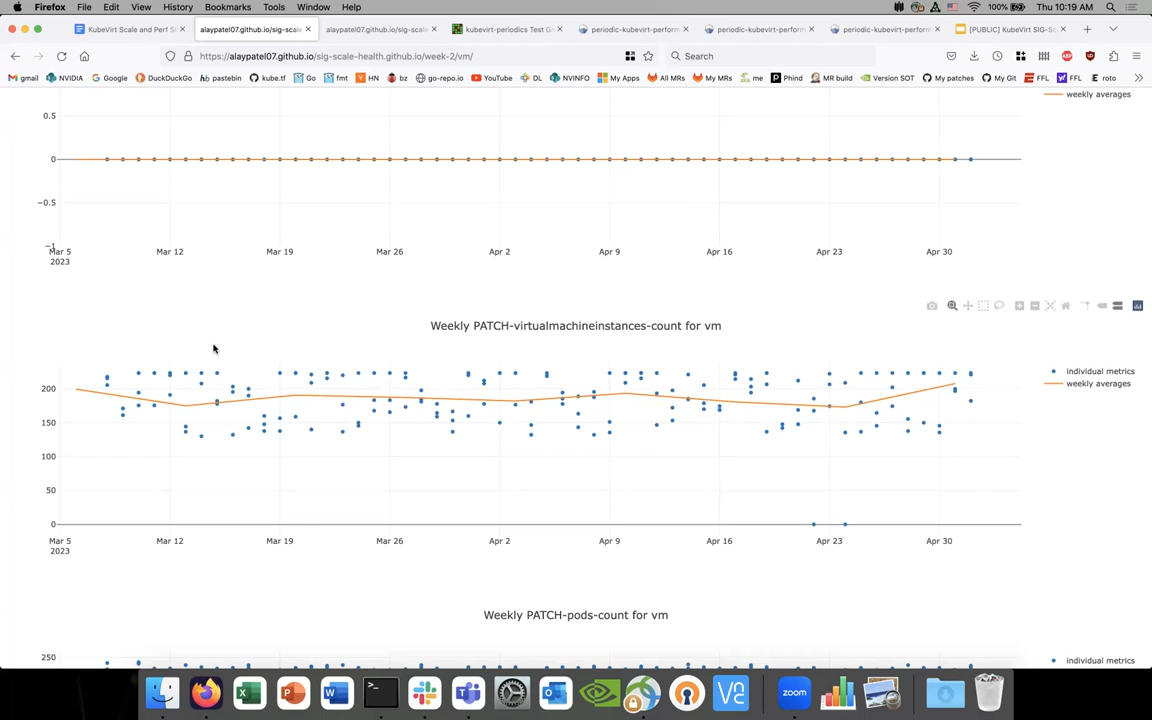 Firefox File Edit View History Bookmarks Tools Window Help 100% Thu 10:19 AM
KubeVirt Scale and Perf S alaypatel07.github.io/sig-scale alaypatel07.github.io/sig-scale- kubevirt-periodics Test G periodic-kubevirt-perform periodic-kubevirt-perform periodic-kubevirt-perform [PUBLIC] KubeVirt SIG-Sc
https://alaypatel07.github.io/sig-scale-health.github.io/week-2/vm/ Search
gmail NVIDIA Google DuckDuckGo pastebin kube.tf Go fmt HN bz go-repo.io YouTube DL NVINFO My Apps All MRs My MRs me Phind MR build Version SOT My patches My Git FFL FFL eroto
weekly averages
0.5
0
−0.5
−1
Mar 5 Mar 12 Mar 19 Mar 26 Apr 2 Apr 9 Apr 16 Apr 23 Apr 30
2023
Weekly PATCH-virtualmachineinstances-count for vm
individual metrics
weekly averages
200
150
100
50
0
Mar 5 Mar 12 Mar 19 Mar 26 Apr 2 Apr 9 Apr 16 Apr 23 Apr 30
2023
Weekly PATCH-pods-count for vm
250
individual metrics
zoom